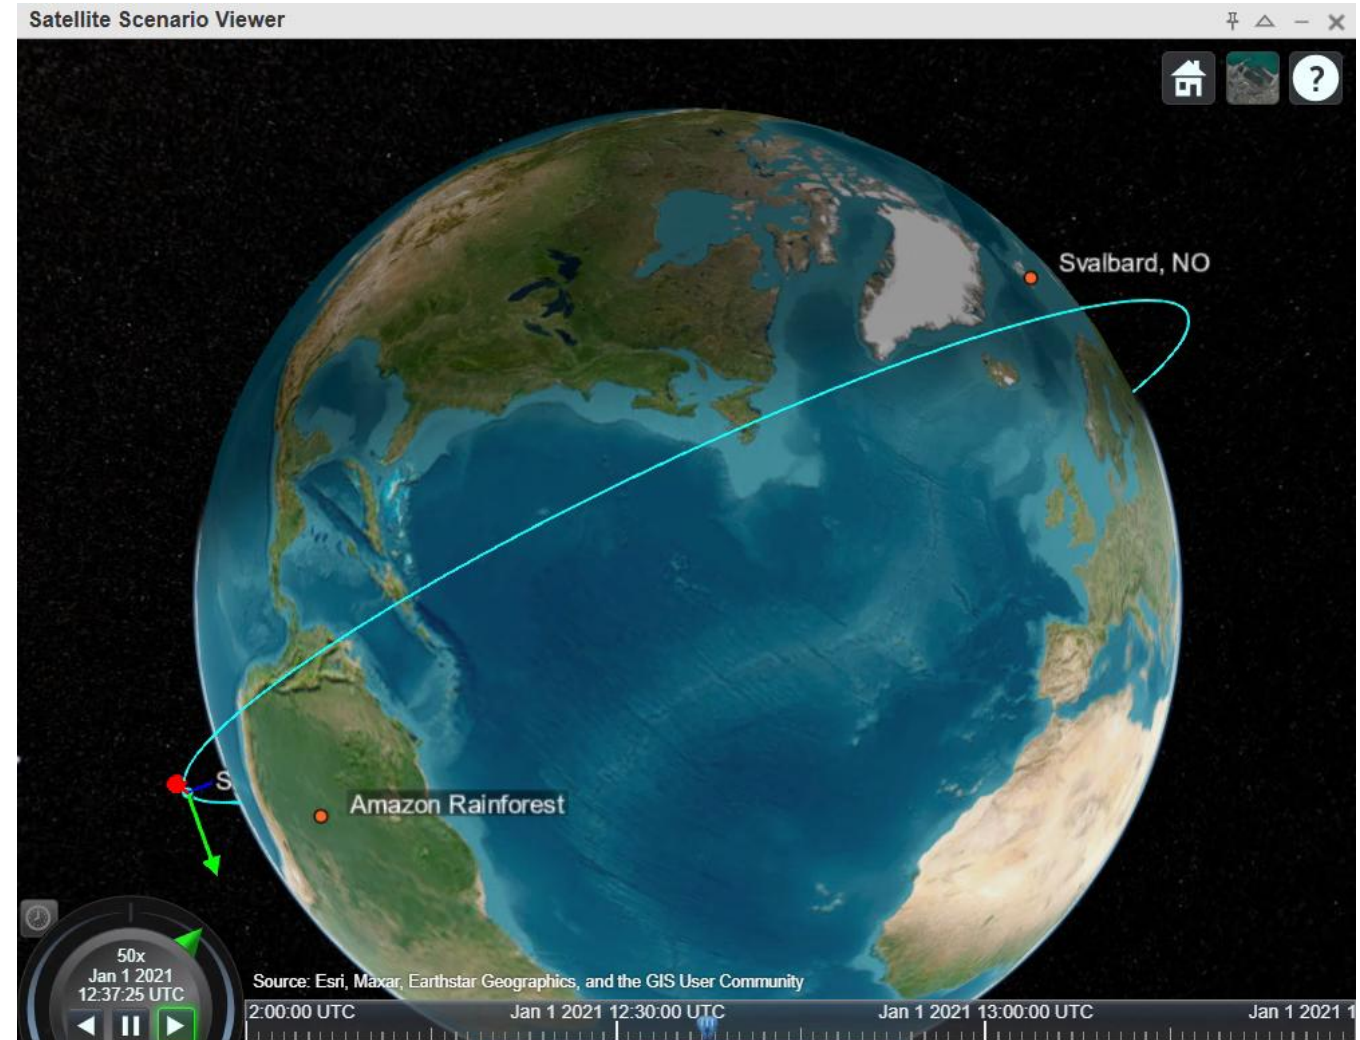 Satellite Scenario Viewer
?
Svalbard, NO
S
Amazon Rainforest
50x
Jan 1 2021
12:37:25 UTC
Source: Esri, Maxar, Earthstar Geographics, and the GIS User Community
2:00:00 UTC
Jan 1 2021 12:30:00 UTC
Jan 1 2021 13:00:00 UTC
Jan 1 2021 1